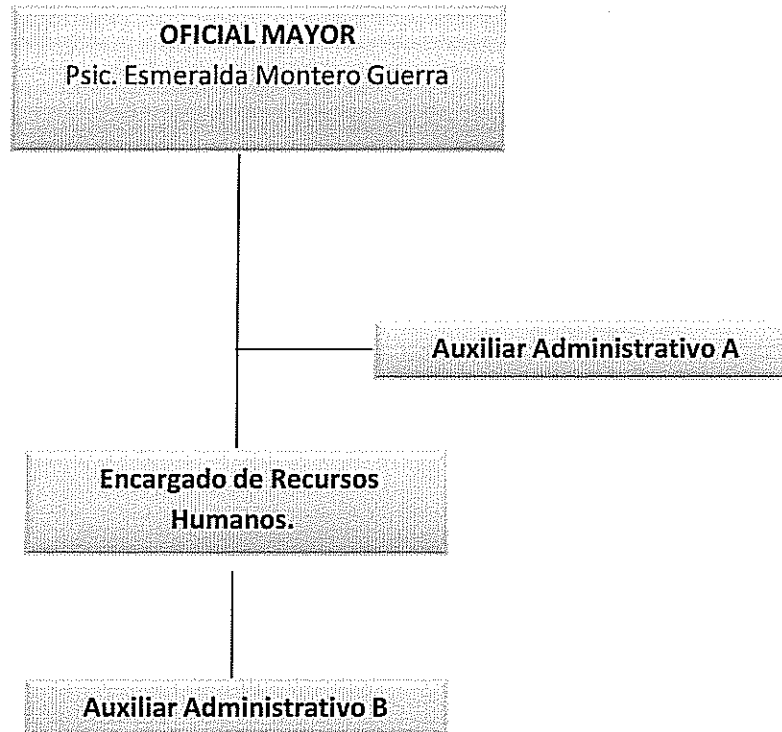 OFICIAL MAYOR
Psic. Esmeralda Montero Guerra
Auxiliar Administrativo A
Encargado de Recursos
Humanos.
Auxiliar Administrativo B